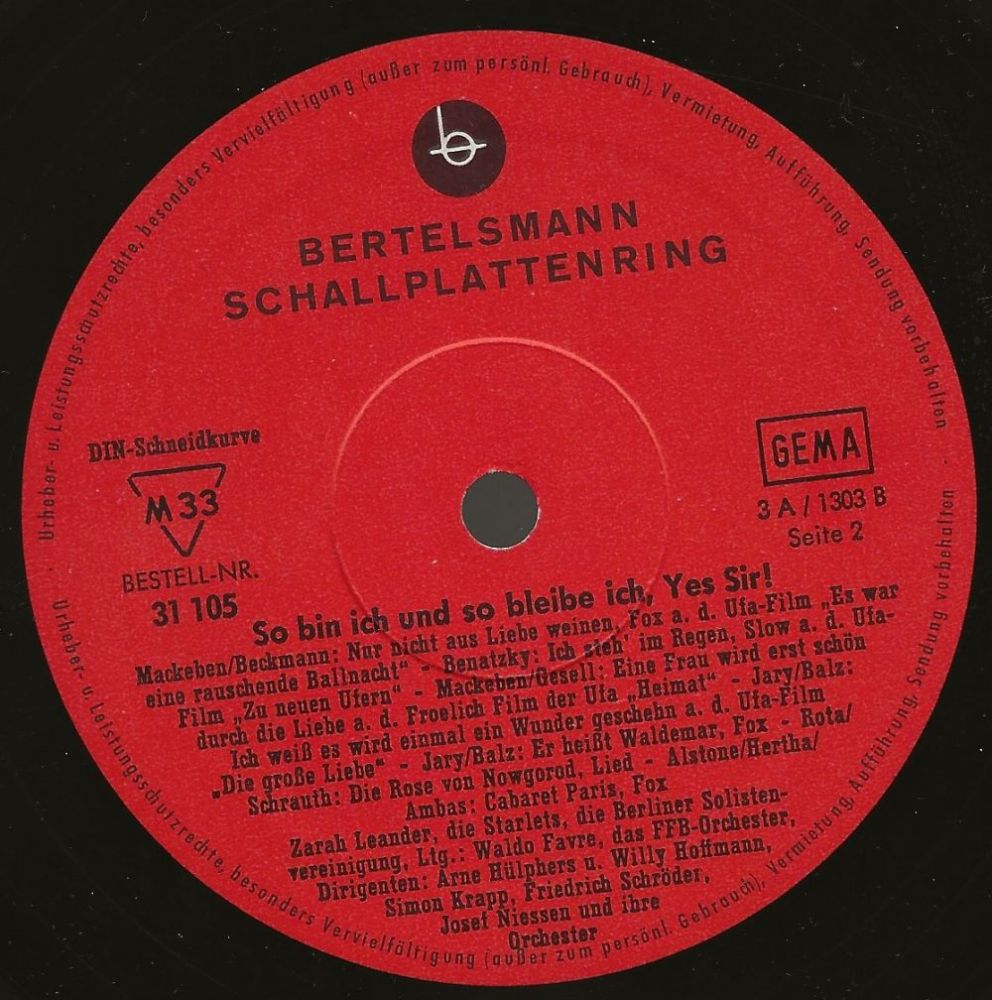 Urheber- u. Leistungsschutzrechte, besonders Vervielfältigung (außer zum persönl. Gebrauch), Vermietung, Aufführung, Sendung vorbehalten ·
b
BERTELSMANN
SCHALLPLATTENRING
DIN-Schneidkurve
M 33
BESTELL-NR.
31 105
GEMA
3 A / 1303 B
Seite 2
So bin ich und so bleibe ich, Yes Sir!
Mackeben/Beckmann: Nur nicht aus Liebe weinen, Fox a. d. Ufa-Film „Es war
eine rauschende Ballnacht“ - Benatzky: Ich steh' im Regen, Slow a. d. Ufa-
Film „Zu neuen Ufern“ - Mackeben/Gesell: Eine Frau wird erst schön
durch die Liebe a. d. Froelich Film der Ufa „Heimat“ - Jary/Balz:
Ich weiß es wird einmal ein Wunder geschehn a. d. Ufa-Film
„Die große Liebe“ - Jary/Balz: Er heißt Waldemar, Fox - Rota/
Schrauth: Die Rose von Nowgorod, Lied - Alstone/Hertha/
Ambas: Cabaret Paris, Fox
Zarah Leander, die Starlets, die Berliner Solisten-
vereinigung, Ltg.: Waldo Favre, das FFB-Orchester,
Dirigenten: Arne Hülphers u. Willy Hoffmann,
Simon Krapp, Friedrich Schröder,
Josef Niessen und ihre
Orchester
Urheber- u. Leistungsschutzrechte, besonders Vervielfältigung (außer zum persönl. Gebrauch), Vermietung, Aufführung, Sendung vorbehalten ·